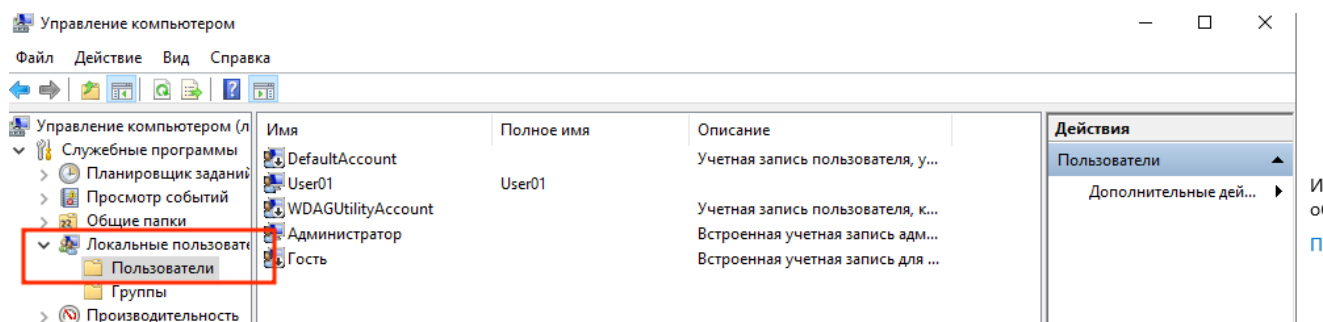 Управление компьютером
Файл Действие Вид Справка
Управление компьютером (л
Служебные программы
Планировщик заданий
Просмотр событий
Общие папки
Локальные пользовате
Пользователи
Группы
Производительность
Имя Полное имя Описание
DefaultAccount Учетная запись пользователя, у...
User01 User01
WDAGUtilityAccount Учетная запись пользователя, к...
Администратор Встроенная учетная запись адм...
Гость Встроенная учетная запись для ...
Действия
Пользователи
Дополнительные дей...